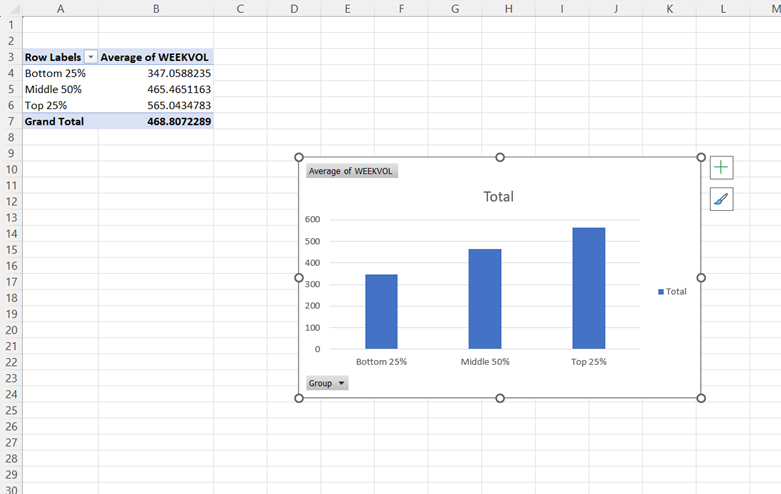 A B C D E F G H I J K L M
1
2
3 Row Labels Average of WEEKVOL
4 Bottom 25% 347.0588235
5 Middle 50% 465.4651163
6 Top 25% 565.0434783
7 Grand Total 468.8072289
8
9
10 Average of WEEKVOL
11
12 Total
13 600
14 500
15
16 400
17 300
18 Total
19 200
20 100
21 0
22 Bottom 25% Middle 50% Top 25%
23 Group
24
25
26
27
28
29
30